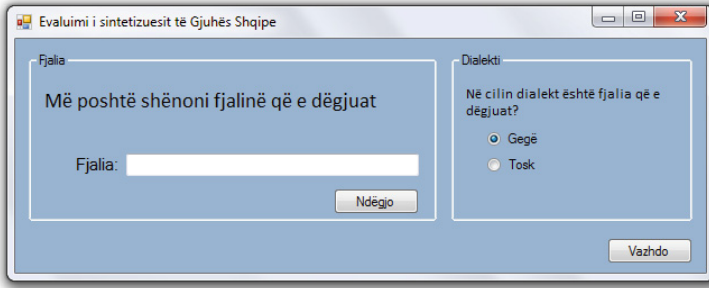 Evaluimi i sintetizuesit të Gjuhës Shqipe
Fjalia
Më poshtë shënoni fjalinë që e dëgjuat
Fjalia:
Ndëgjo
Dialekti
Në cilin dialekt është fjalia që e
dëgjuat?
Gegë
Tosk
Vazhdo